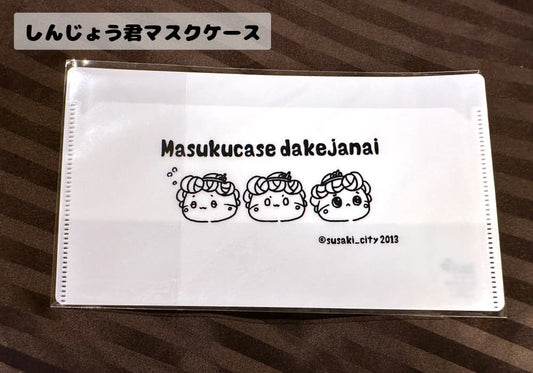 しんじょう君マスクケース
Masukucase dakejanai
©susaki_city 2013